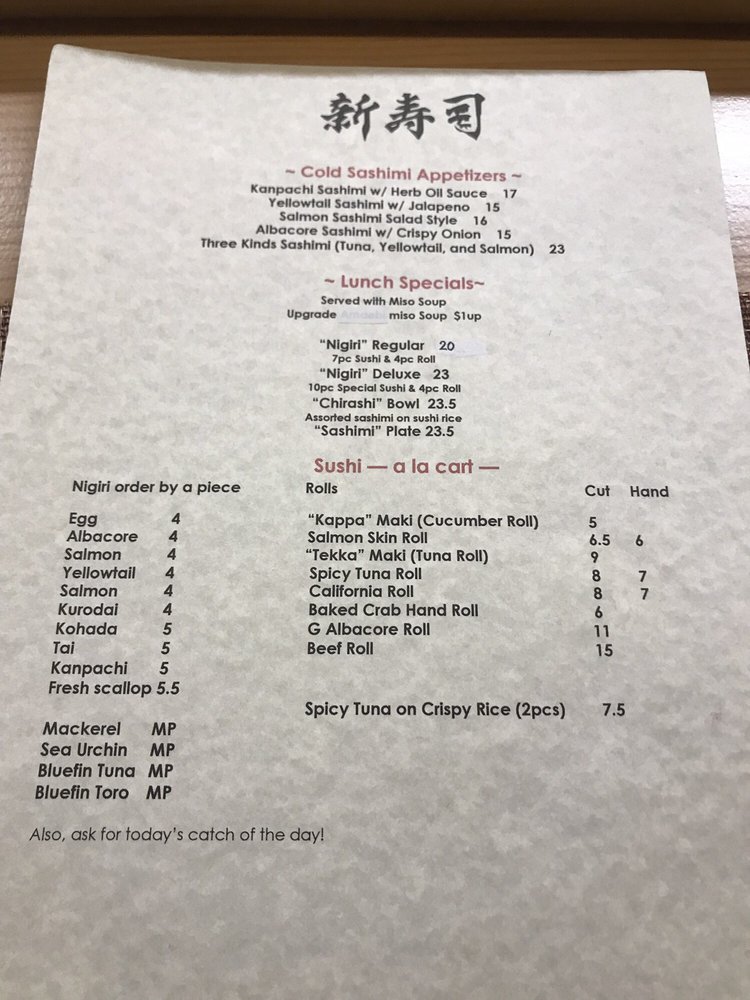 新寿司
~ Cold Sashimi Appetizers ~
Kanpachi Sashimi w/ Herb Oil Sauce 17
Yellowtail Sashimi w/ Jalapeno 15
Salmon Sashimi Salad Style 16
Albacore Sashimi w/ Crispy Onion 15
Three Kinds Sashimi (Tuna, Yellowtail, and Salmon) 23
~ Lunch Specials~
Served with Miso Soup
Upgrade miso Soup $1up
“Nigiri” Regular 20
7pc Sushi & 4pc Roll
“Nigiri” Deluxe 23
10pc Special Sushi & 4pc Roll
“Chirashi” Bowl 23.5
Assorted sashimi on sushi rice
“Sashimi” Plate 23.5
Sushi — a la cart —
Nigiri order by a piece
Egg 4
Albacore 4
Salmon 4
Yellowtail 4
Salmon 4
Kurodai 4
Kohada 5
Tai 5
Kanpachi 5
Fresh scallop 5.5
Mackerel MP
Sea Urchin MP
Bluefin Tuna MP
Bluefin Toro MP
Rolls Cut Hand
“Kappa” Maki (Cucumber Roll) 5
Salmon Skin Roll 6.5 6
“Tekka” Maki (Tuna Roll) 9
Spicy Tuna Roll 8 7
California Roll 8 7
Baked Crab Hand Roll 6
G Albacore Roll 11
Beef Roll 15
Spicy Tuna on Crispy Rice (2pcs) 7.5
Also, ask for today’s catch of the day!